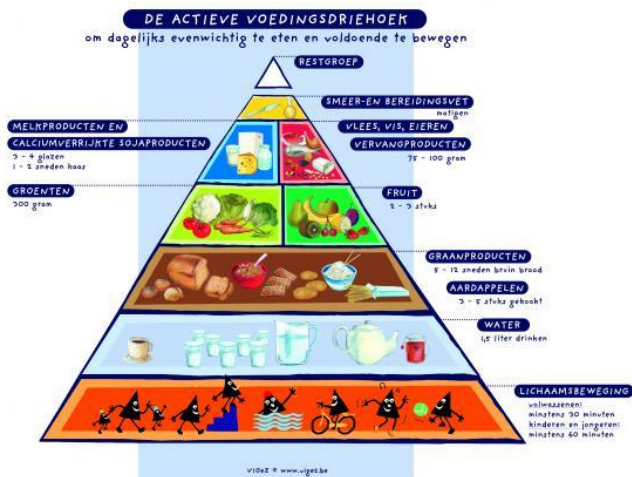 DE ACTIEVE VOEDINGSDRIEHOEK
om dagelijks evenwichtig te eten en voldoende te bewegen
RESTGROEP
SMEER-EN BEREIDINGSVET
matigen
MELKPRODUCTEN EN
CALCIUMVERRIJKTE SOJAPRODUCTEN
3 - 4 glazen
1 - 2 sneden kaas
VLEES, VIS, EIEREN
VERVANGPRODUCTEN
75 - 100 gram
GROENTEN
300 gram
FRUIT
2 - 3 stuks
GRAANPRODUCTEN
5 - 12 sneden bruin brood
AARDAPPELEN
3 - 5 stuks gekookt
WATER
1,5 liter drinken
LICHAAMSBEWEGING
volwassenen:
minstens 30 minuten
kinderen en jongeren:
minstens 60 minuten
VIGeZ © www.vigez.be